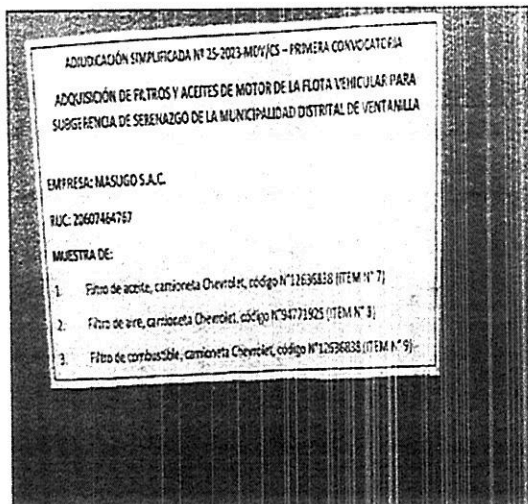 ADJUDICACIÓN SIMPLIFICADA Nº 25-2023-MDV/CS – PRIMERA CONVOCATORIA
ADQUISICIÓN DE FILTROS Y ACEITES DE MOTOR DE LA FLOTA VEHICULAR PARA
SUBGERENCIA DE SERENAZGO DE LA MUNICIPALIDAD DISTRITAL DE VENTANILLA
EMPRESA: MASUGO S.A.C.
RUC: 20607464767
MUESTRA DE:
1. Filtro de aceite, camioneta Chevrolet, código N°12636838 (ITEM N° 7)
2. Filtro de aire, camioneta Chevrolet, código N°94771925 (ITEM N° 8)
3. Filtro de combustible, camioneta Chevrolet, código N°12636838 (ITEM N° 9)